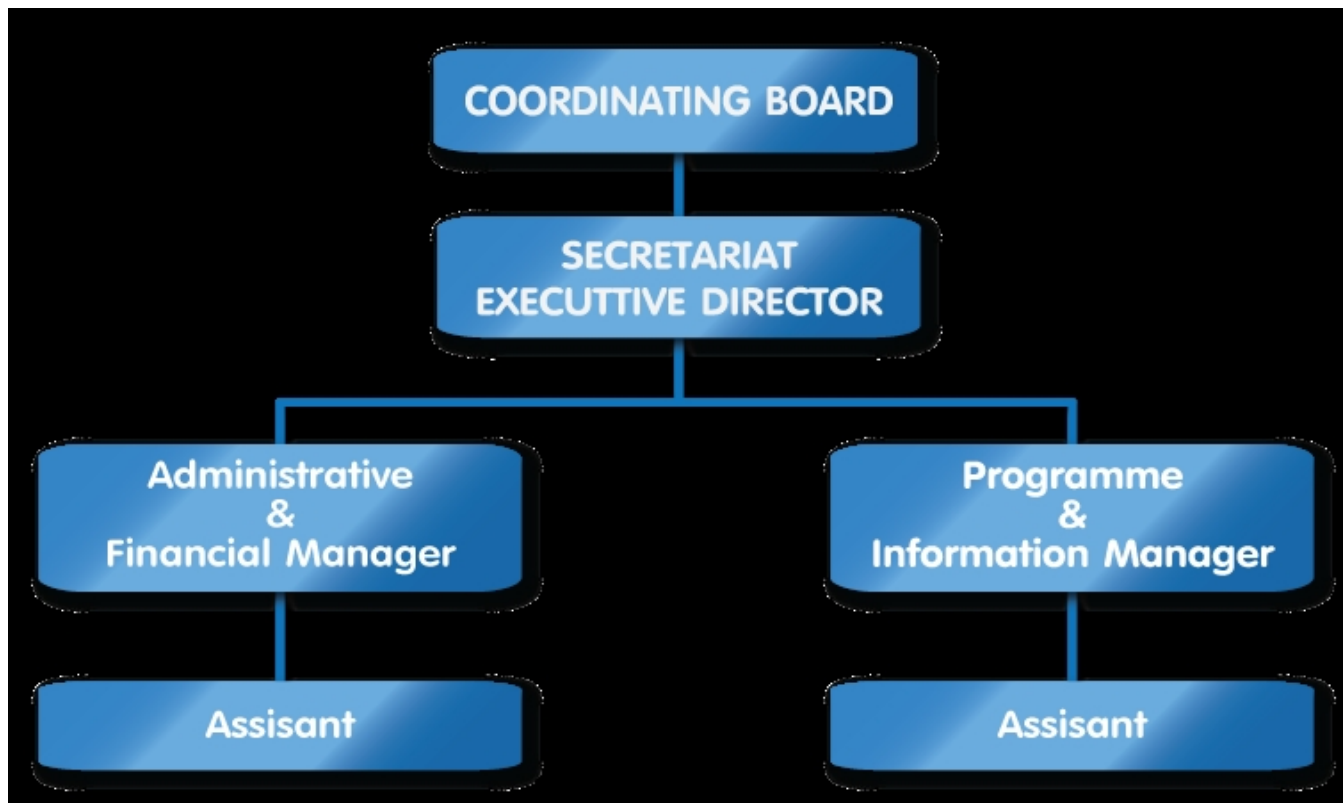 COORDINATING BOARD
SECRETARIAT
EXECUTTIVE DIRECTOR
Administrative
&
Financial Manager
Programme
&
Information Manager
Assisant
Assisant